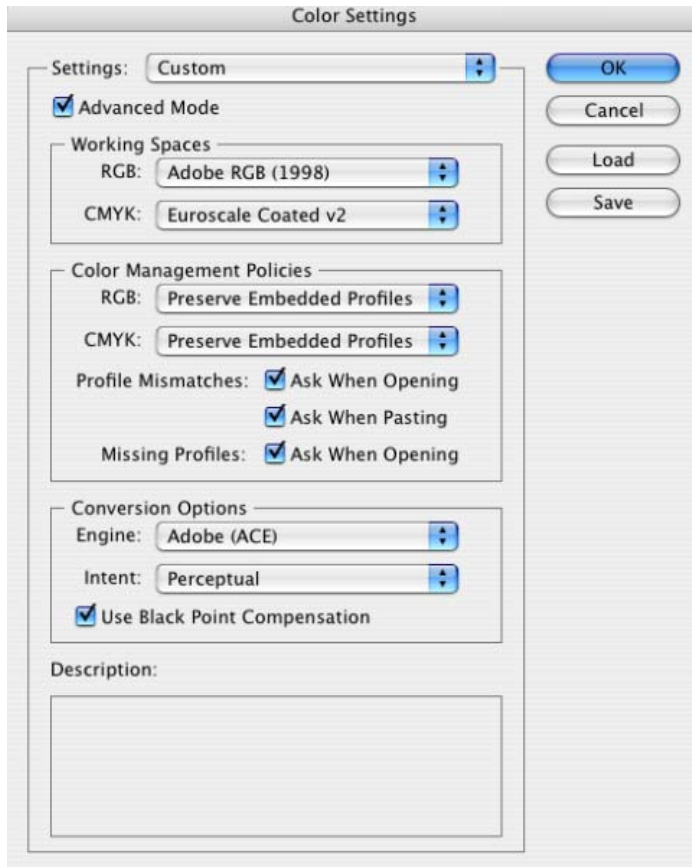 Color Settings
Settings: Custom
OK
Advanced Mode
Cancel
Working Spaces
RGB: Adobe RGB (1998)
Load
CMYK: Euroscale Coated v2
Save
Color Management Policies
RGB: Preserve Embedded Profiles
CMYK: Preserve Embedded Profiles
Profile Mismatches: Ask When Opening
Ask When Pasting
Missing Profiles: Ask When Opening
Conversion Options
Engine: Adobe (ACE)
Intent: Perceptual
Use Black Point Compensation
Description: